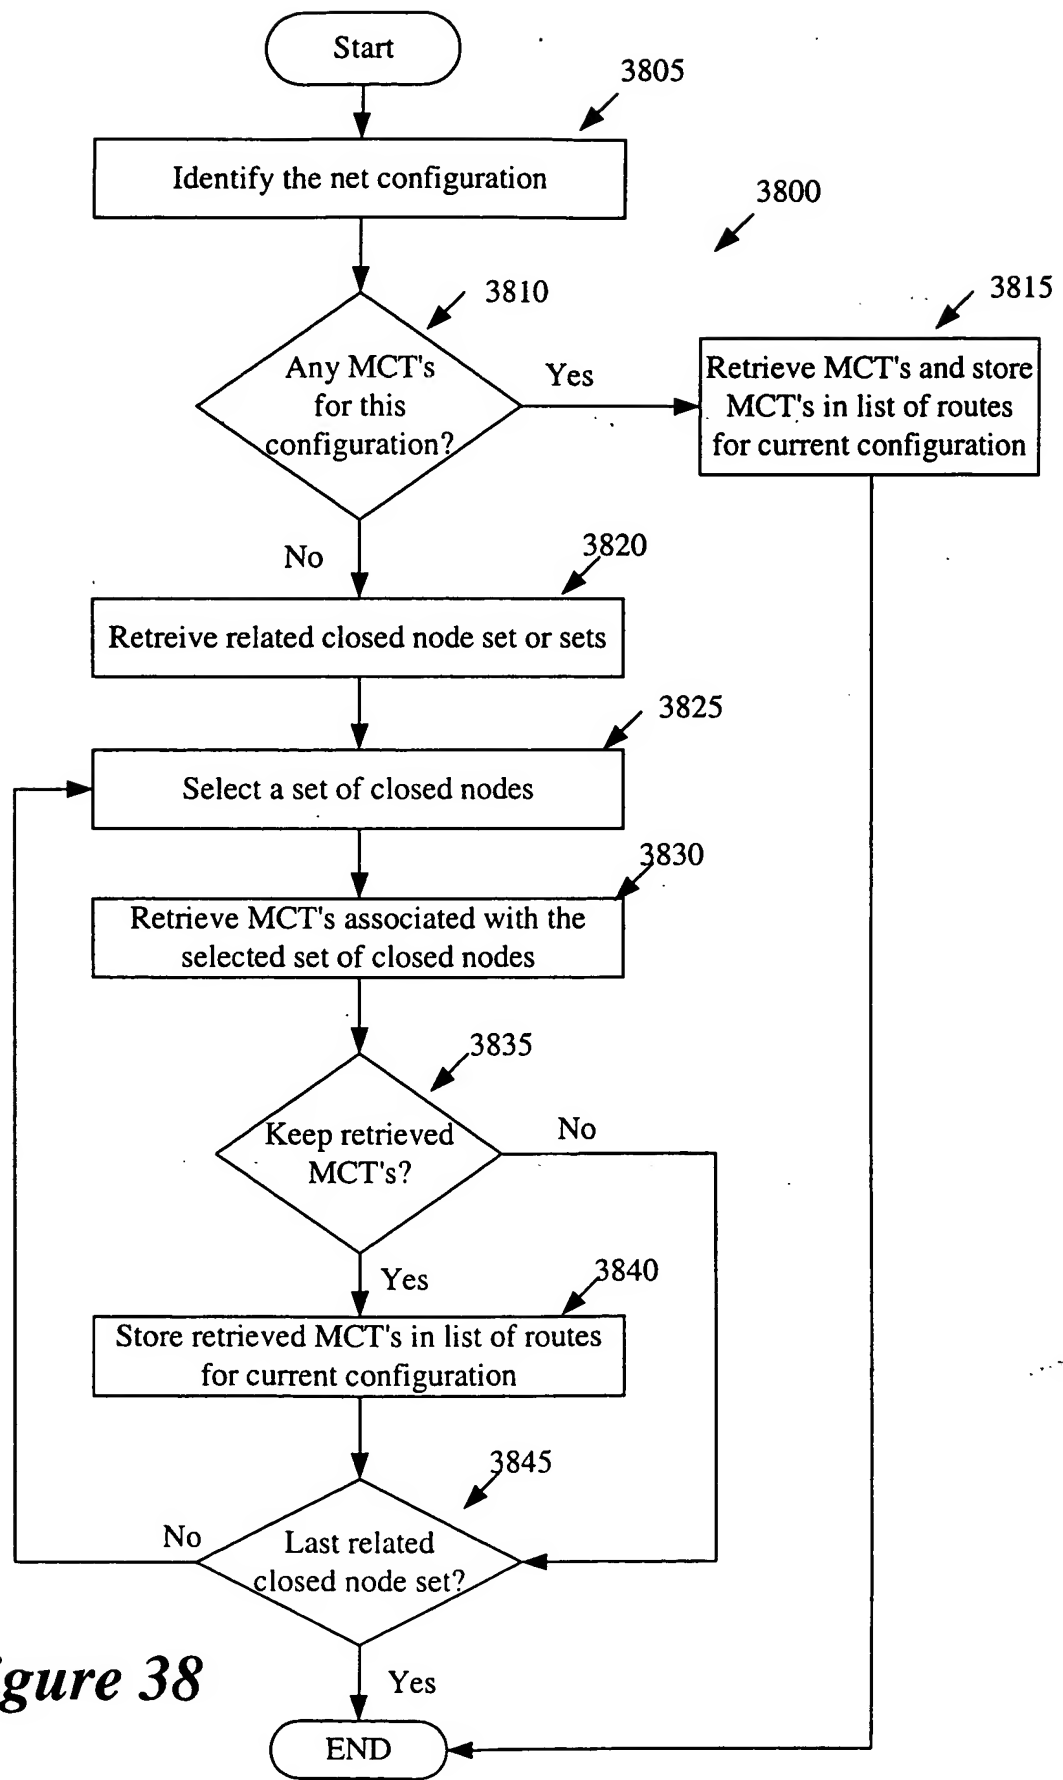 Start
3805
Identify the net configuration
3800
3810
3815
Any MCT's
for this
configuration?
Yes
Retrieve MCT's and store
MCT's in list of routes
for current configuration
No
3820
Retreive related closed node set or sets
3825
Select a set of closed nodes
3830
Retrieve MCT's associated with the
selected set of closed nodes
3835
Keep retrieved
MCT's?
No
Yes
3840
Store retrieved MCT's in list of routes
for current configuration
3845
No
Last related
closed node set?
igure 38
Yes
END